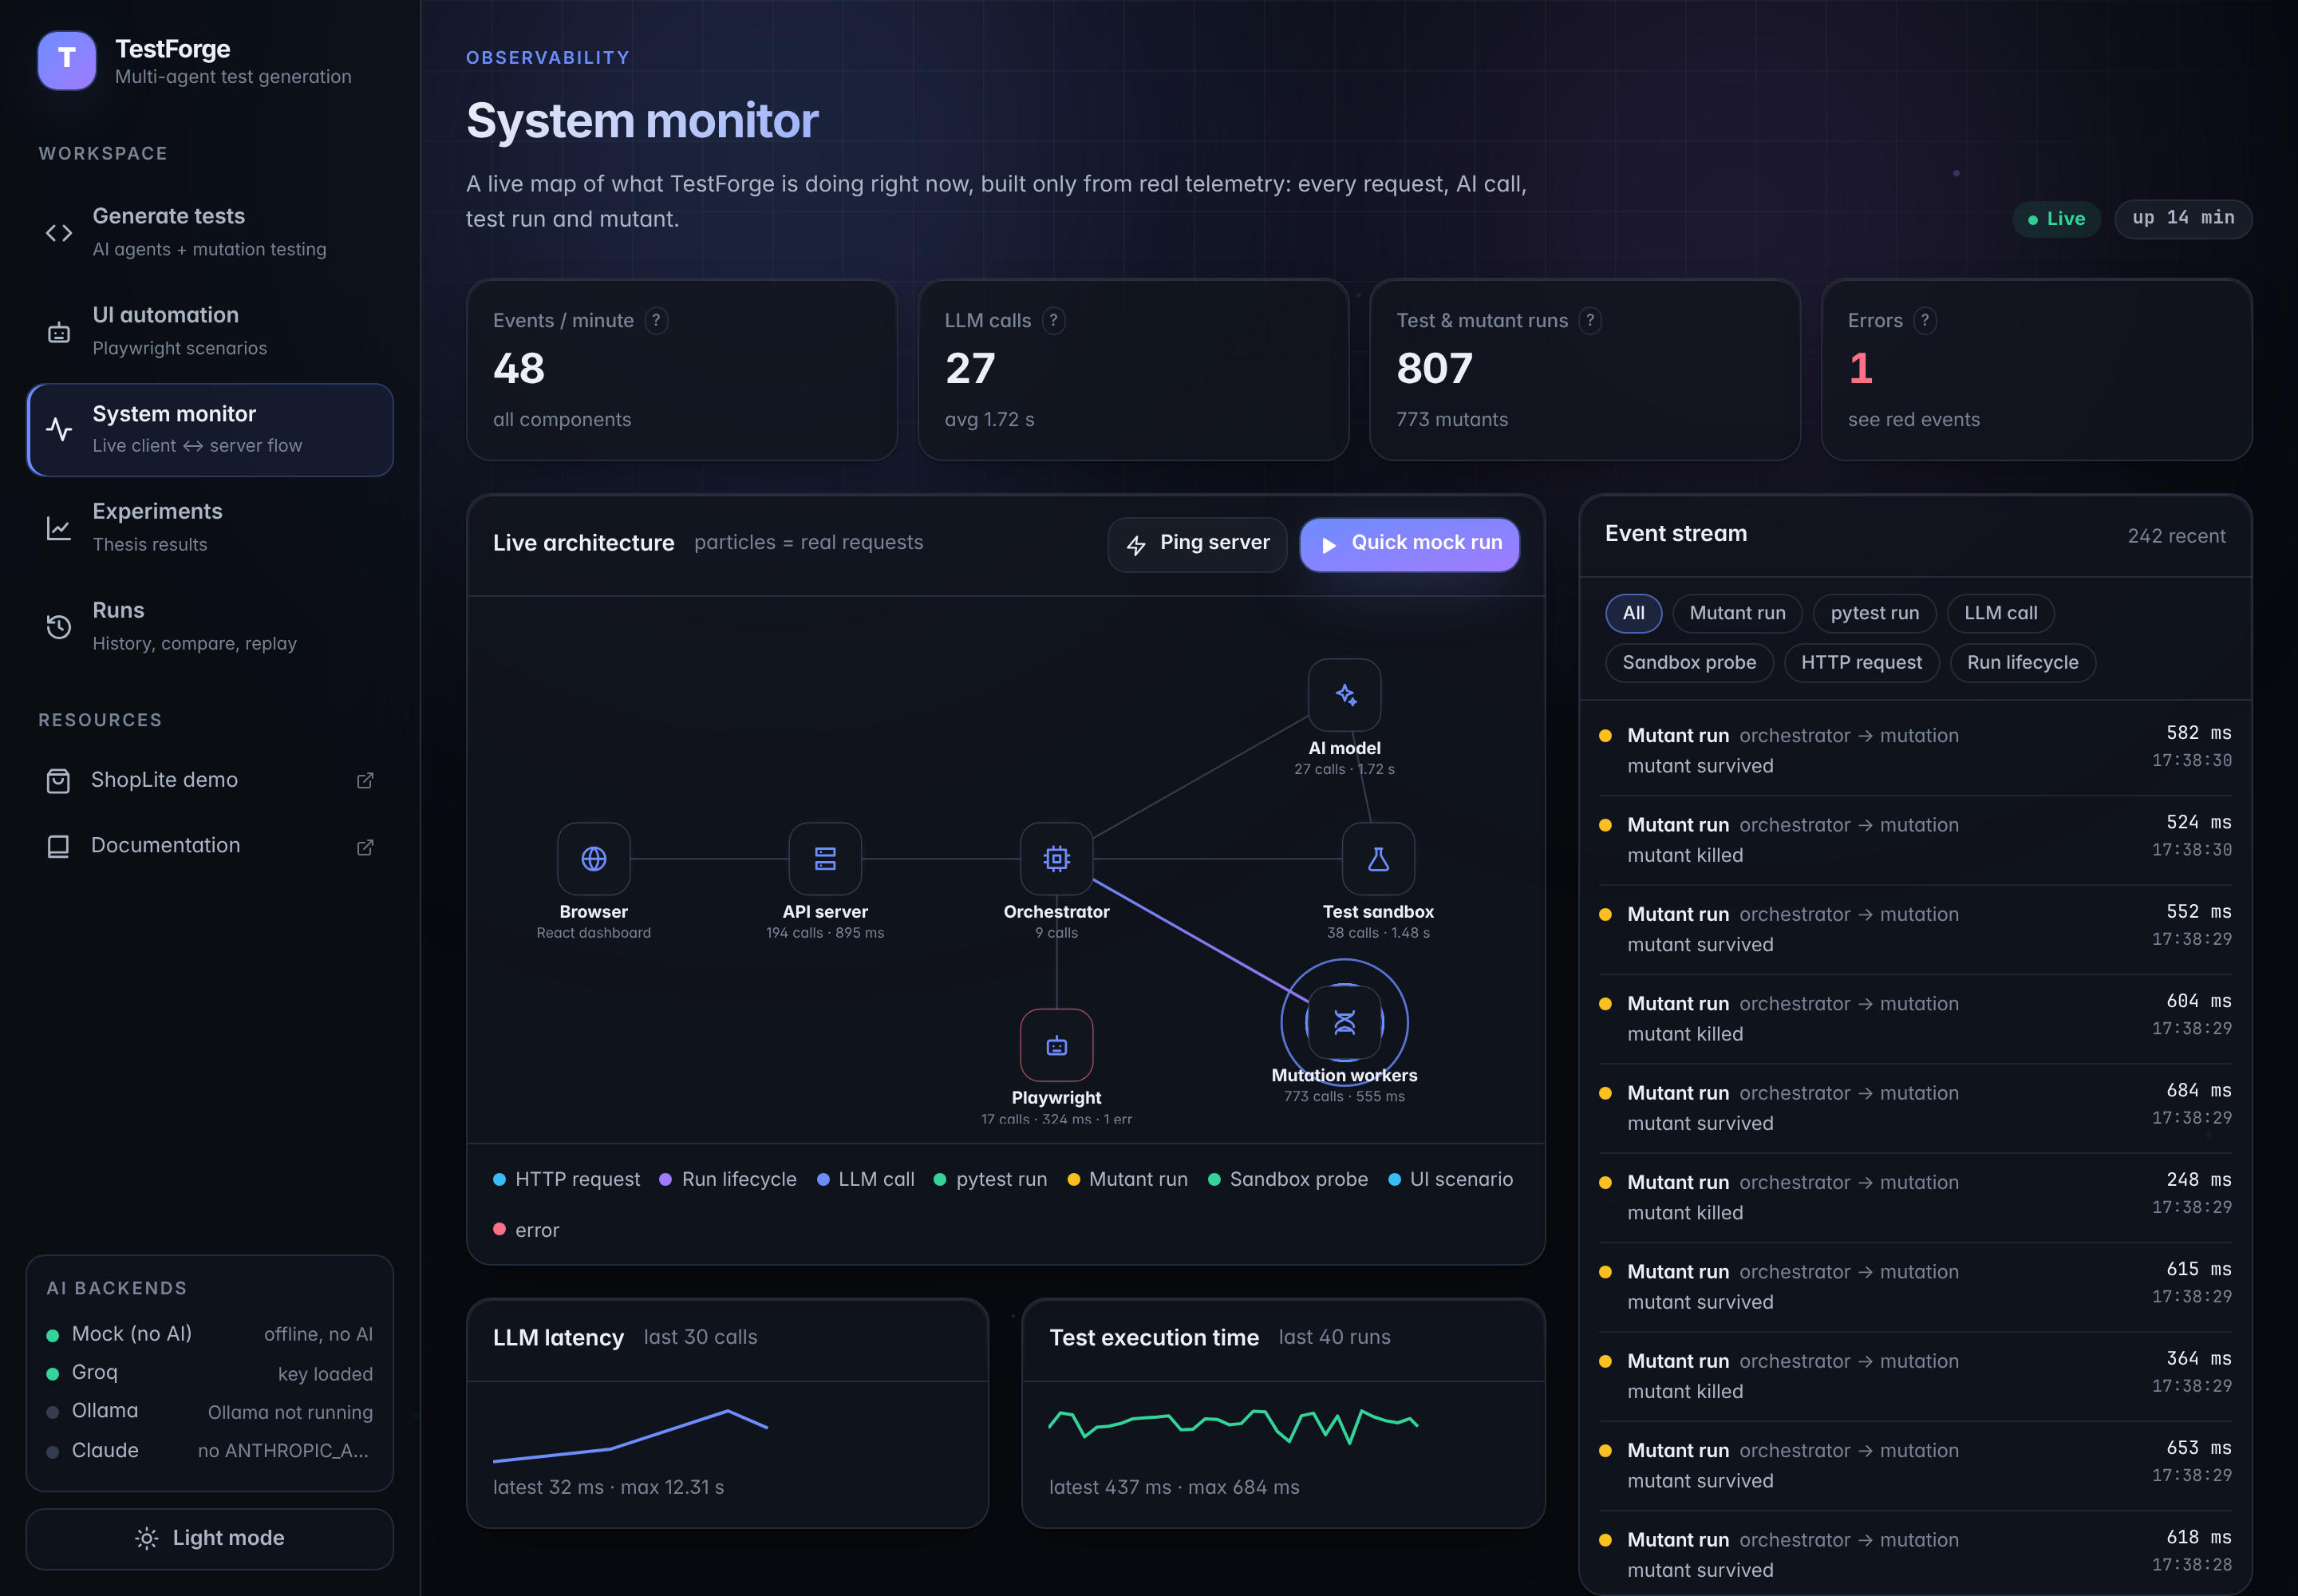 T
TestForge
Multi-agent test generation
WORKSPACE
Generate tests
AI agents + mutation testing
UI automation
Playwright scenarios
System monitor
Live client ↔ server flow
Experiments
Thesis results
Runs
History, compare, replay
RESOURCES
ShopLite demo
Documentation
AI BACKENDS
Mock (no AI) offline, no AI
Groq key loaded
Ollama Ollama not running
Claude no ANTHROPIC_A...
Light mode
OBSERVABILITY
System monitor
A live map of what TestForge is doing right now, built only from real telemetry: every request, AI call,
test run and mutant.
Live up 14 min
Events / minute ?
48
all components
LLM calls ?
27
avg 1.72 s
Test & mutant runs ?
807
773 mutants
Errors ?
1
see red events
Live architecture particles = real requests
Ping server Quick mock run
AI model
27 calls · 1.72 s
Browser
React dashboard
API server
194 calls · 895 ms
Orchestrator
9 calls
Test sandbox
38 calls · 1.48 s
Playwright
17 calls · 324 ms · 1 err
Mutation workers
773 calls · 555 ms
HTTP request Run lifecycle LLM call pytest run Mutant run Sandbox probe UI scenario
error
LLM latency last 30 calls
latest 32 ms · max 12.31 s
Test execution time last 40 runs
latest 437 ms · max 684 ms
Event stream 242 recent
All Mutant run pytest run LLM call
Sandbox probe HTTP request Run lifecycle
Mutant run orchestrator → mutation 582 ms
mutant survived 17:38:30
Mutant run orchestrator → mutation 524 ms
mutant killed 17:38:30
Mutant run orchestrator → mutation 552 ms
mutant survived 17:38:29
Mutant run orchestrator → mutation 604 ms
mutant killed 17:38:29
Mutant run orchestrator → mutation 684 ms
mutant survived 17:38:29
Mutant run orchestrator → mutation 248 ms
mutant killed 17:38:29
Mutant run orchestrator → mutation 615 ms
mutant survived 17:38:29
Mutant run orchestrator → mutation 364 ms
mutant killed 17:38:29
Mutant run orchestrator → mutation 653 ms
mutant survived 17:38:29
Mutant run orchestrator → mutation 618 ms
mutant survived 17:38:28